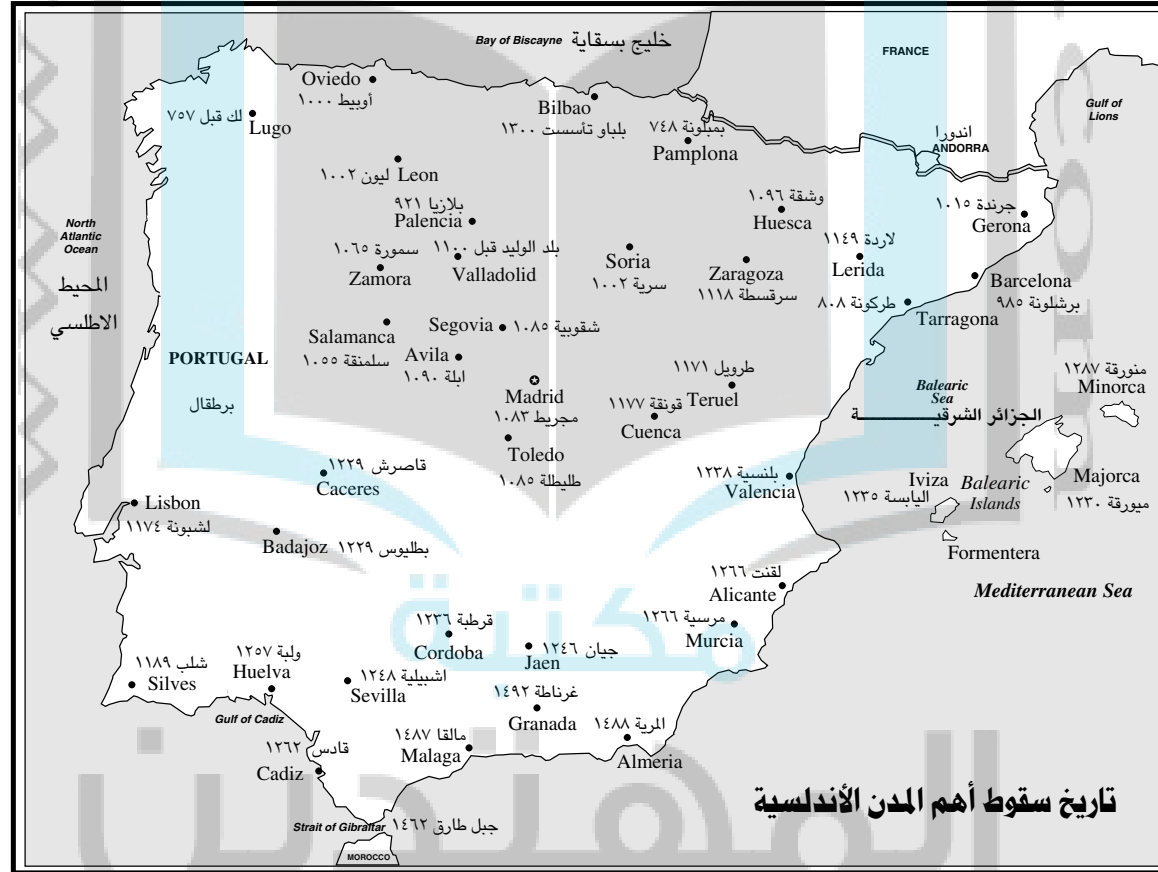 Bay of Biscayne خليج بسقاية
FRANCE
Gulf of
Lions
Oviedo
أوبيط ١٠٠٠
لك قبل ٧٥٧
Lugo
Bilbao
بلباو تأسست ١٣٠٠
بمبلونة ٧٤٨
Pamplona
اندورا
ANDORRA
ليون ١٠٠٢ Leon
بلازيا ٩٢١
Palencia
وشقة ١٠٩٦
Huesca
جرندة ١٠١٥
Gerona
North
Atlantic
Ocean
المحيط
الاطلسي
سمورة ١٠٦٥
Zamora
بلد الوليد قبل ١١٠٠
Valladolid
Soria
سرية ١٠٠٢
Zaragoza
سرقسطة ١١١٨
لاردة ١١٤٩
Lerida
Barcelona
برشلونة ٩٨٥
طركونة ٨٠٨
Tarragona
Salamanca
سلمنقة ١٠٥٥
Segovia شقوبية ١٠٨٥
Avila
ابلة ١٠٩٠
PORTUGAL
برطقال
Madrid
مجريط ١٠٨٣
طرويل ١١٧١
Teruel
قونقة ١١٧٧
Cuenca
Balearic
Sea
الجزائر الشرقيـــة
منورقة ١٢٨٧
Minorca
Toledo
طليطلة ١٠٨٥
قاصرش ١٢٢٩
Caceres
بلنسية ١٢٣٨
Valencia
Iviza
اليابسة ١٢٣٥
Balearic
Islands
Majorca
ميورقة ١٢٣٠
Lisbon
لشبونة ١١٧٤
Badajoz بطليوس ١٢٢٩
Formentera
Mediterranean Sea
لقنت ١٢٦٦
Alicante
مرسية ١٢٦٦
Murcia
قرطبة ١٢٣٦
Cordoba
جيان ١٢٤٦
Jaen
مكتبة
شلب ١١٨٩
Silves
ولبة ١٢٥٧
Huelva
اشبيلية ١٢٤٨
Sevilla
غرناطة ١٤٩٢
Granada
Gulf of Cadiz
مالقا ١٤٨٧
Malaga
المرية ١٤٨٨
Almeria
قادس ١٢٦٢
Cadiz
المهتدين
تاريخ سقوط أهم المدن الأندلسية
Strait of Gibraltar جبل طارق ١٤٦٢
MOROCCO